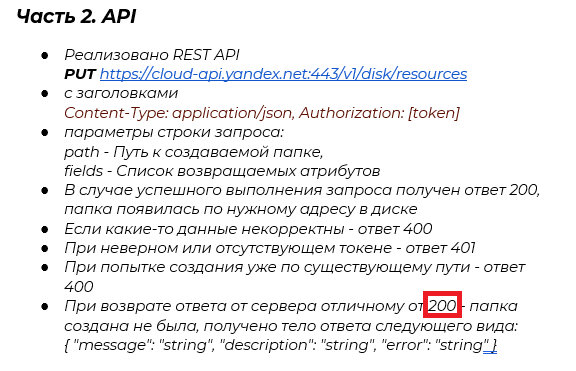 Часть 2. API
● Реализовано REST API
PUT https://cloud-api.yandex.net:443/v1/disk/resources
● с заголовками
Content-Type: application/json, Authorization: [token]
● параметры строки запроса:
path - Путь к создаваемой папке,
fields - Список возвращаемых атрибутов
● В случае успешного выполнения запроса получен ответ 200,
папка появилась по нужному адресу в диске
● Если какие-то данные некорректны - ответ 400
● При неверном или отсутствующем токене - ответ 401
● При попытке создания уже по существующему пути - ответ
400
● При возврате ответа от сервера отличному от 200 - папка
создана не была, получено тело ответа следующего вида:
{ "message": "string", "description": "string", "error": "string" }